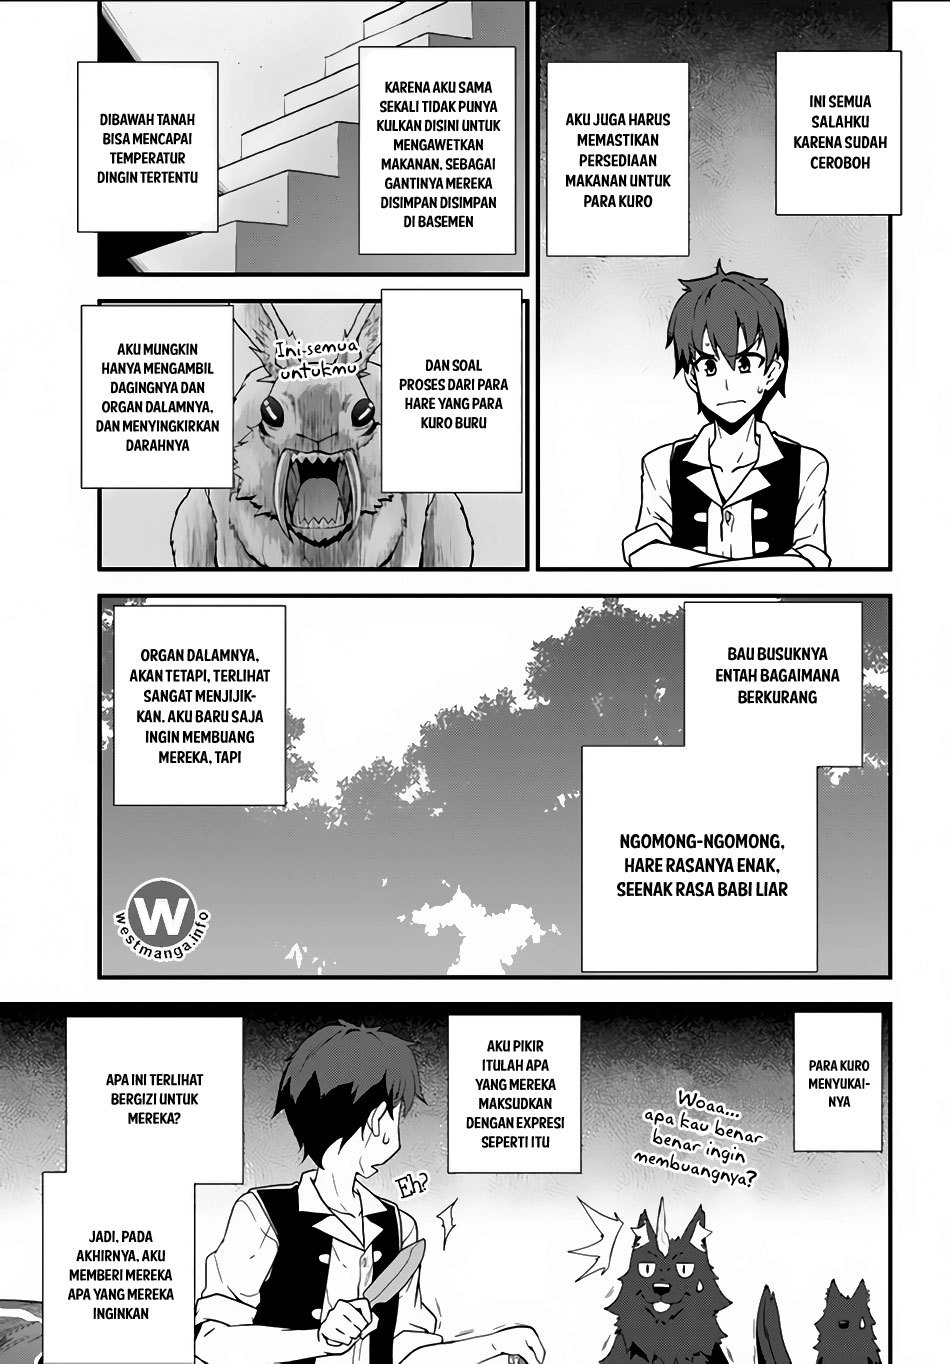 INI SEMUA
SALAHKU
KARENA SUDAH
CEROBOH
AKU JUGA HARUS
MEMASTIKAN
PERSEDIAAN
MAKANAN UNTUK
PARA KURO
KARENA AKU SAMA
SEKALI TIDAK PUNYA
KULKAN DISINI UNTUK
MENGAWETKAN
MAKANAN, SEBAGAI
GANTINYA MEREKA
DISIMPAN DISIMPAN
DI BASEMEN
DIBAWAH TANAH
BISA MENCAPAI
TEMPERATUR
DINGIN TERTENTU
DAN SOAL
PROSES DARI PARA
HARE YANG PARA
KURO BURU
Ini semua
untukmu
AKU MUNGKIN
HANYA MENGAMBIL
DAGINGNYA DAN
ORGAN DALAMNYA,
DAN MENYINGKIRKAN
DARAHNYA
BAU BUSUKNYA
ENTAH BAGAIMANA
BERKURANG
NGOMONG-NGOMONG,
HARE RASANYA ENAK,
SEENAK RASA BABI LIAR
ORGAN DALAMNYA,
AKAN TETAPI, TERLIHAT
SANGAT MENJIJIK-
KAN. AKU BARU SAJA
INGIN MEMBUANG
MEREKA, TAPI
W
westmanga.info
PARA KURO
MENYUKAI-
NYA
Woaa...
apa kau benar
benar ingin
membuangnya?
AKU PIKIR
ITULAH APA
YANG MEREKA
MAKSUDKAN
DENGAN EXPRESI
SEPERTI ITU
Eh?
APA INI TERLIHAT
BERGIZI UNTUK
MEREKA?
JADI, PADA
AKHIRNYA, AKU
MEMBERI MEREKA
APA YANG MEREKA
INGINKAN